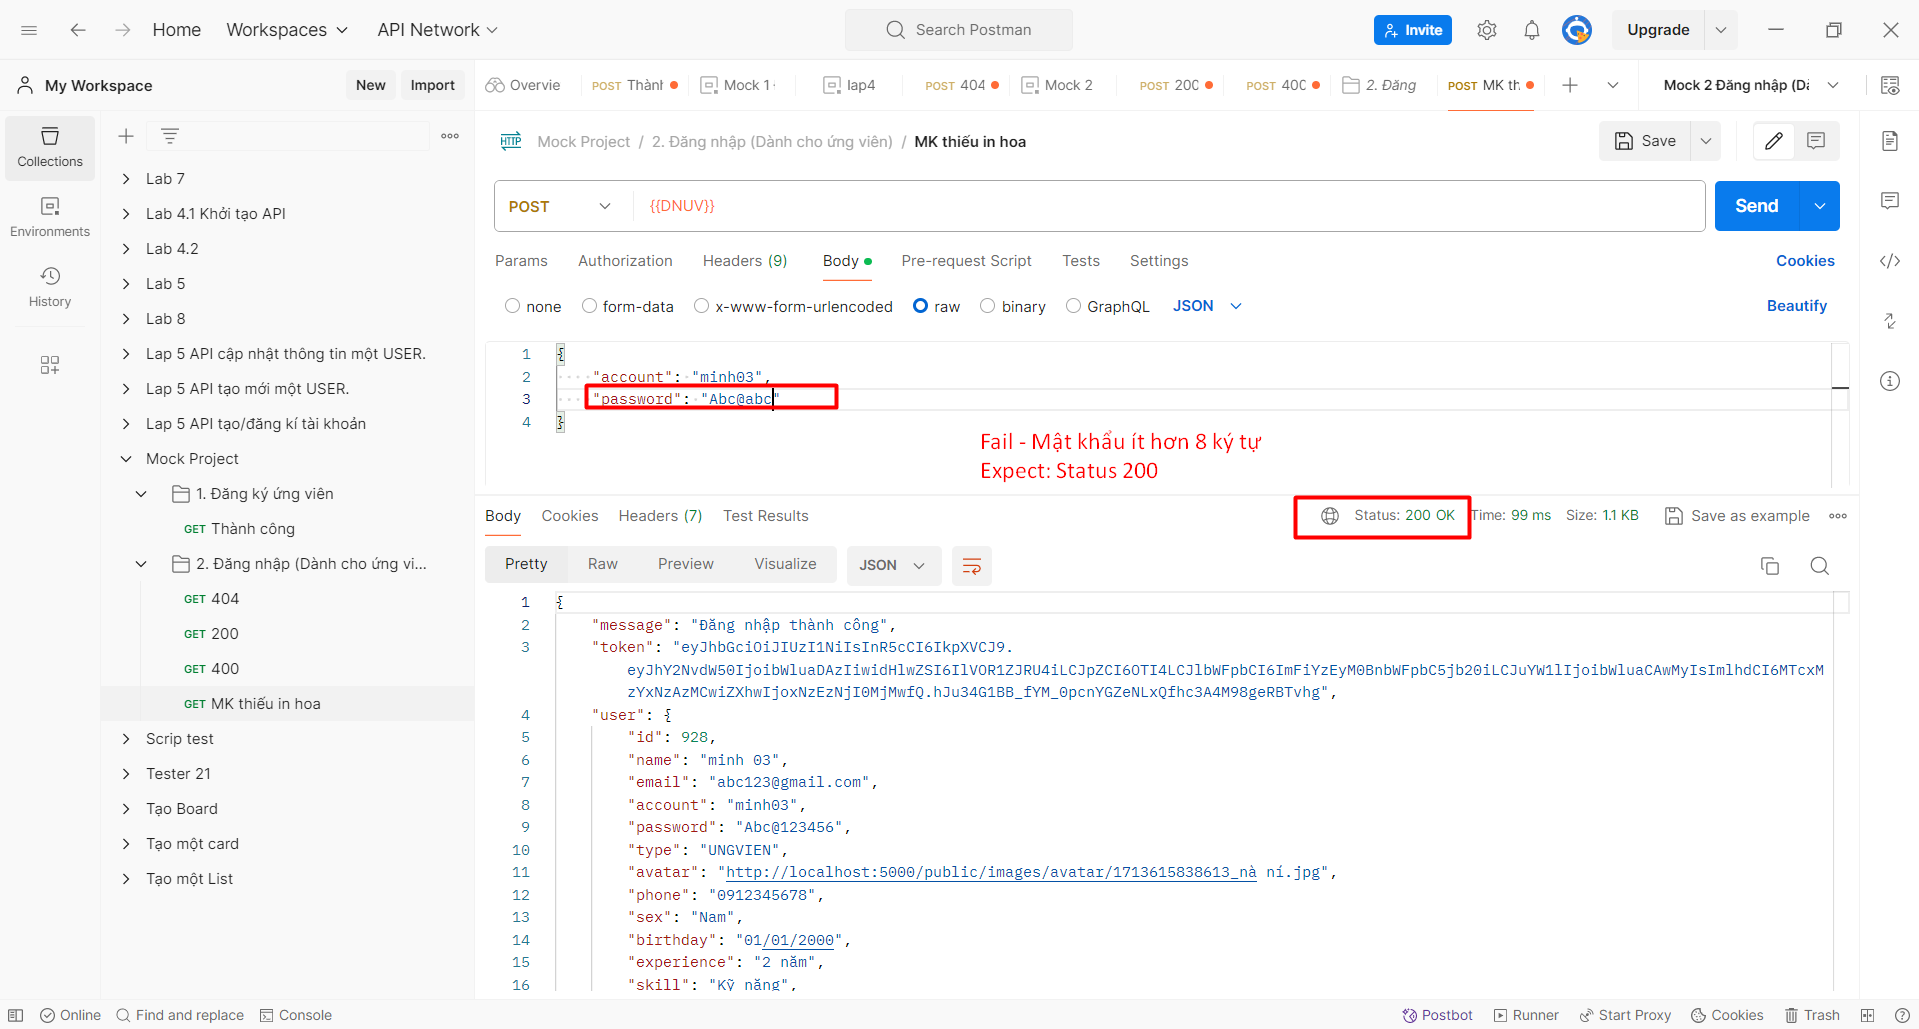 Home Workspaces API Network Search Postman Invite Upgrade
My Workspace New Import Overvie POST Thành Mock 1 lap4 POST 404 Mock 2 POST 200 POST 400 2. Đăng POST MK th Mock 2 Đăng nhập (Dà
Collections
Environments
History
Lab 7
Lab 4.1 Khởi tạo API
Lab 4.2
Lab 5
Lab 8
Lap 5 API cập nhật thông tin một USER.
Lap 5 API tạo mới một USER.
Lap 5 API tạo/đăng kí tài khoản
Mock Project
1. Đăng ký ứng viên
GET Thành công
2. Đăng nhập (Dành cho ứng vi...
GET 404
GET 200
GET 400
GET MK thiếu in hoa
Scrip test
Tester 21
Tạo Board
Tạo một card
Tạo một List
HTTP Mock Project / 2. Đăng nhập (Dành cho ứng viên) / MK thiếu in hoa Save
POST {{DNUV}} Send
Params Authorization Headers (9) Body Pre-request Script Tests Settings Cookies
none form-data x-www-form-urlencoded raw binary GraphQL JSON Beautify
1 {
2 "account": "minh03",
3 "password": "Abc@abc"
4 }
Fail - Mật khẩu ít hơn 8 ký tự
Expect: Status 200
Body Cookies Headers (7) Test Results Status: 200 OK Time: 99 ms Size: 1.1 KB Save as example
Pretty Raw Preview Visualize JSON
1 {
2 "message": "Đăng nhập thành công",
3 "token": "eyJhbGciOiJIUzI1NiIsInR5cCI6IkpXVCJ9.
eyJhY2NvdW50IjoibWluaDAzIiwidHlwZSI6IlVOR1ZJRU4iLCJpZCI6OTI4LCJlbWFpbCI6ImFiYzEyM0BnbWFpbC5jb20iLCJuYW1lIjoibWluaCAwMyIsImlhdCI6MTcxM
zYxNzAzMCwiZXhwIjoxNzEzNjI0MjMwfQ.hJu34G1BB_fYM_0pcnYGZeNLxQfhc3A4M98geRBTvhg",
4 "user": {
5 "id": 928,
6 "name": "minh 03",
7 "email": "abc123@gmail.com",
8 "account": "minh03",
9 "password": "Abc@123456",
10 "type": "UNGVIEN",
11 "avatar": "http://localhost:5000/public/images/avatar/1713615838613_nà ní.jpg",
12 "phone": "0912345678",
13 "sex": "Nam",
14 "birthday": "01/01/2000",
15 "experience": "2 năm",
16 "skill": "Kỹ năng",
Online Find and replace Console Postbot Runner Start Proxy Cookies Trash